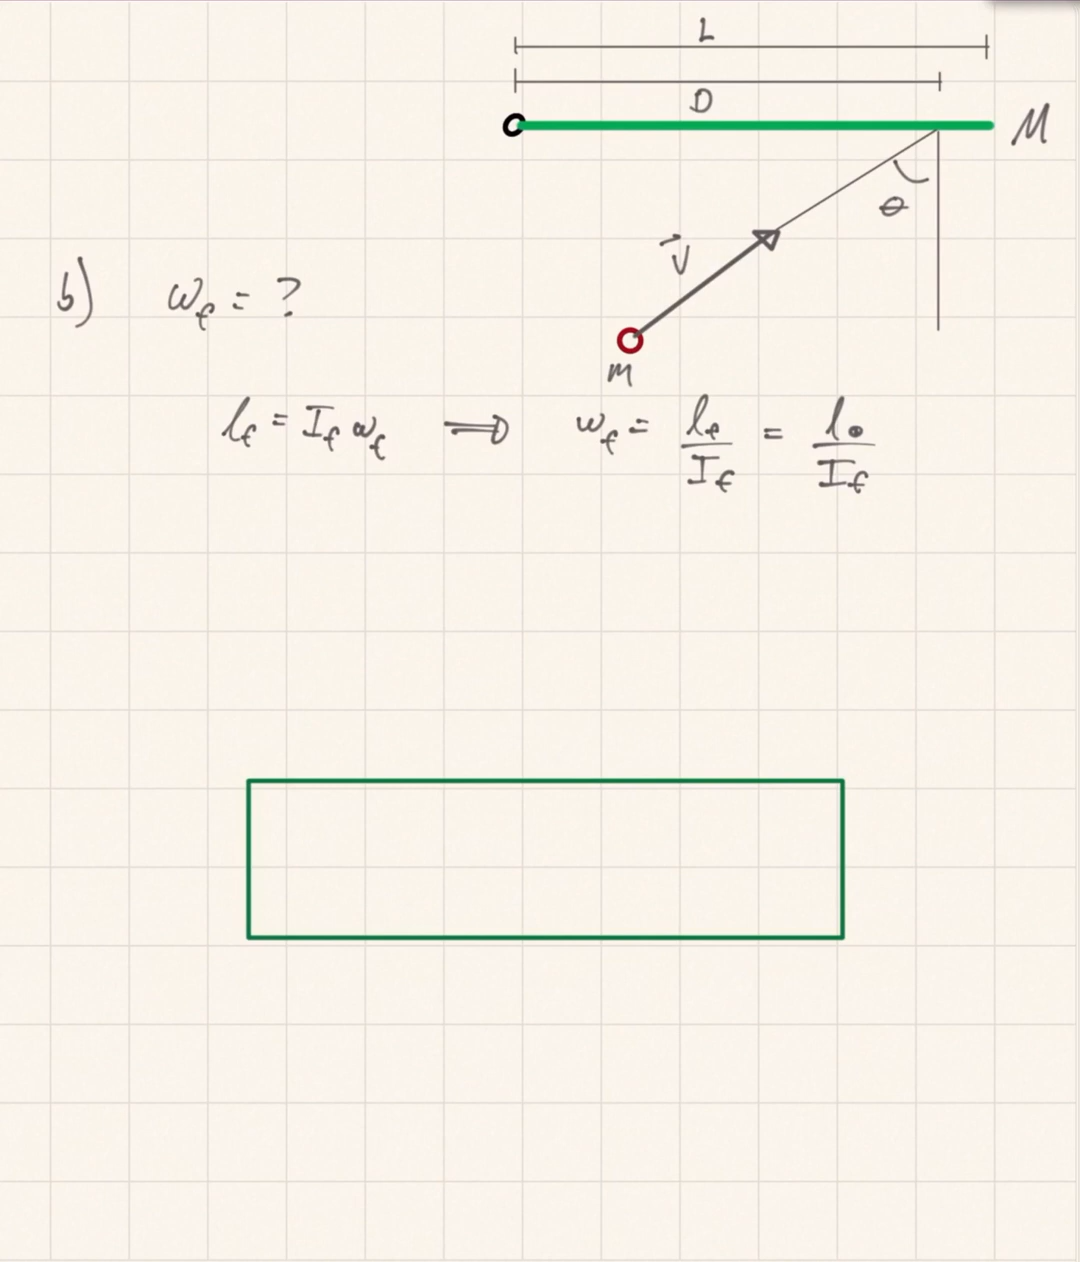 L
D
M
θ
v⃗
m
b) ω_f = ?
l_f = I_f ω_f ⟹ ω_f = l_f / I_f = l_0 / I_f